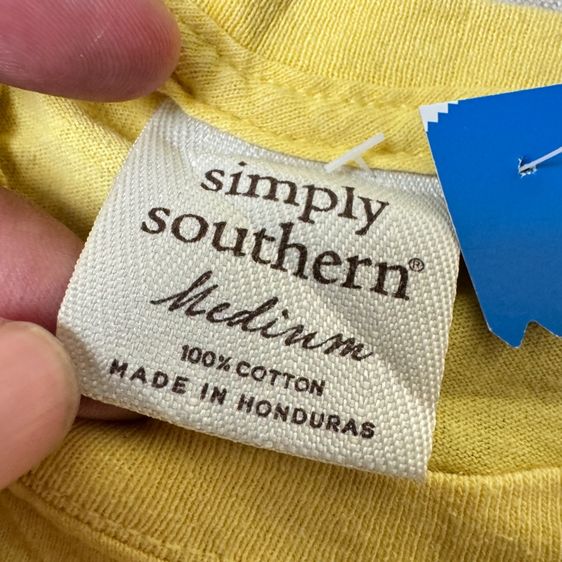 simply
southern®
Medium
100% COTTON
MADE IN HONDURAS